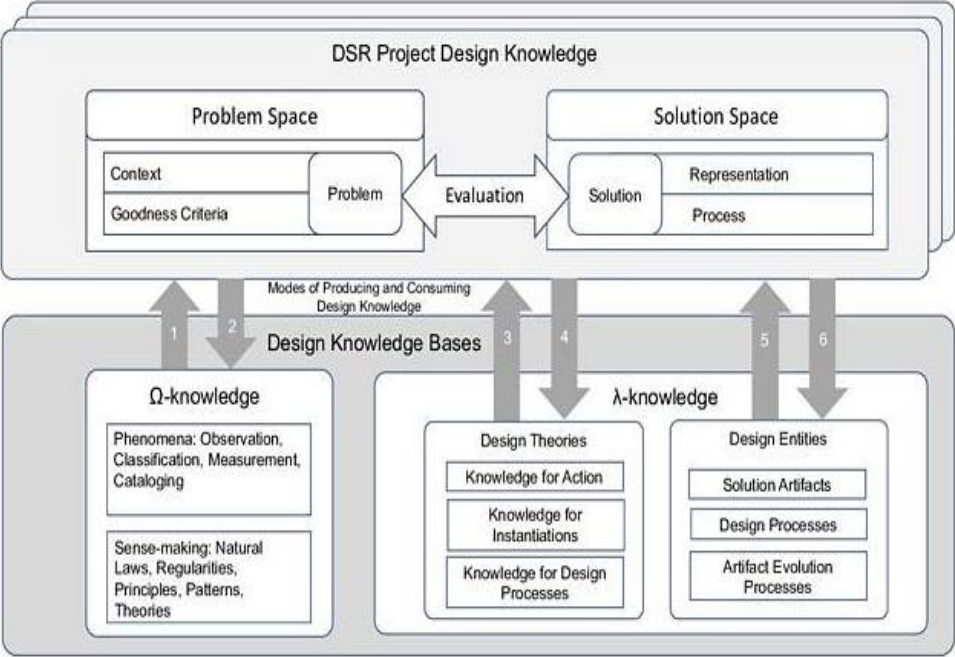 DSR Project Design Knowledge
Problem Space
Context
Goodness Criteria
Problem
Evaluation
Solution Space
Solution
Representation
Process
Modes of Producing and Consuming
Design Knowledge
1
2
3
4
5
6
Design Knowledge Bases
Ω-knowledge
Phenomena: Observation,
Classification, Measurement,
Cataloging
Sense-making: Natural
Laws, Regularities,
Principles, Patterns,
Theories
λ-knowledge
Design Theories
Knowledge for Action
Knowledge for
Instantiations
Knowledge for Design
Processes
Design Entities
Solution Artifacts
Design Processes
Artifact Evolution
Processes